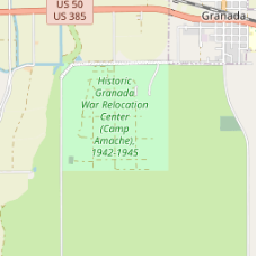 US 50
US 385
Granada
Historic
Granada
War Relocation
Center
(Camp
Amache),
1942-1945